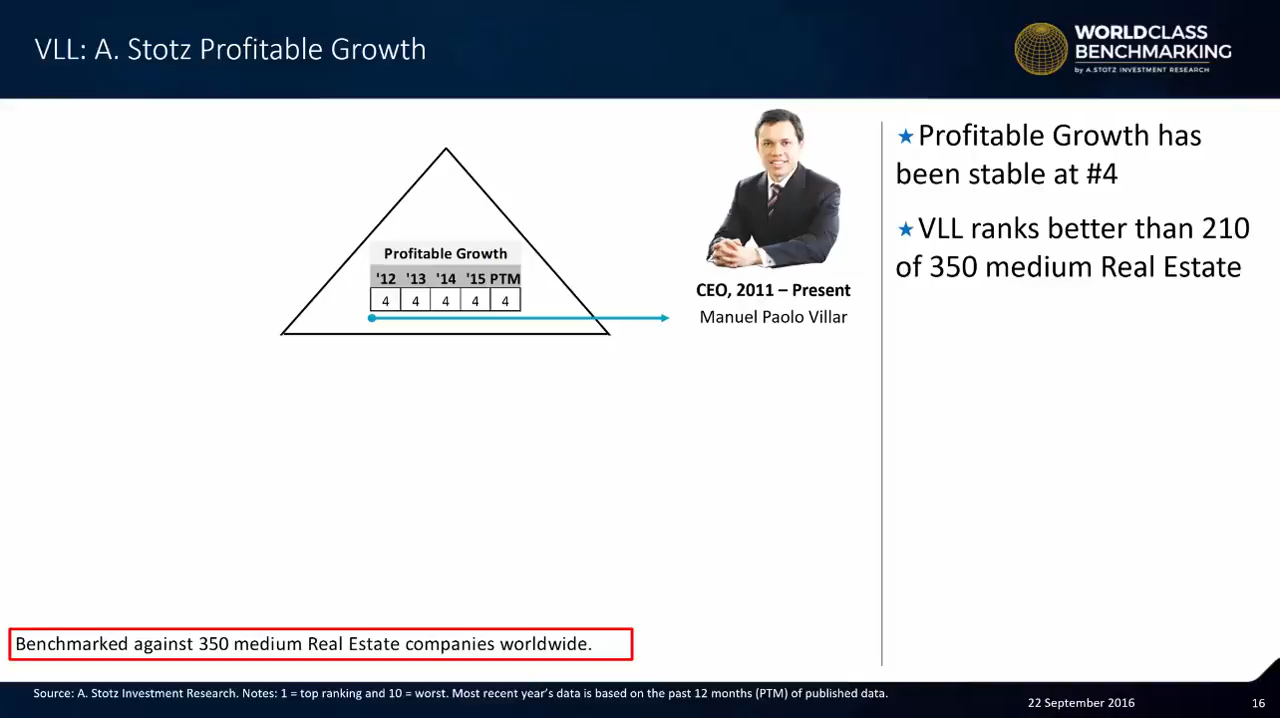 VLL: A. Stotz Profitable Growth
WORLDCLASS
BENCHMARKING
by A.STOTZ INVESTMENT RESEARCH
Profitable Growth
'12 '13 '14 '15 PTM
4 4 4 4 4
CEO, 2011 – Present
Manuel Paolo Villar
★Profitable Growth has
been stable at #4
★VLL ranks better than 210
of 350 medium Real Estate
Benchmarked against 350 medium Real Estate companies worldwide.
Source: A. Stotz Investment Research. Notes: 1 = top ranking and 10 = worst. Most recent year's data is based on the past 12 months (PTM) of published data.
22 September 2016
16